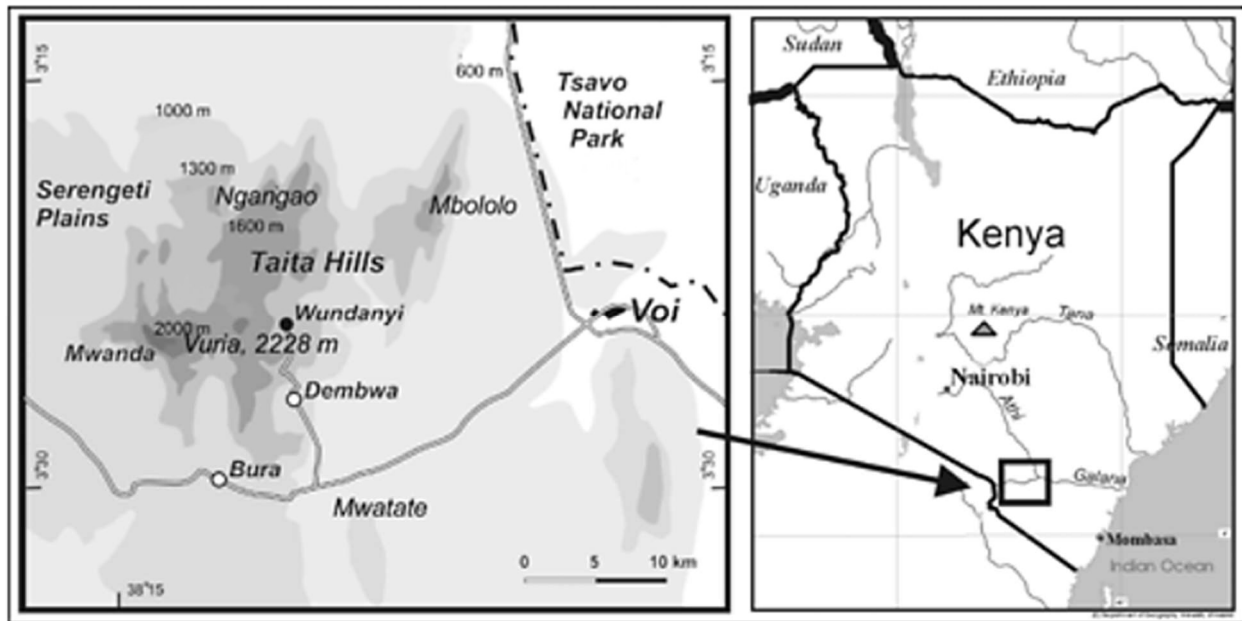 3°15
600 m
3°15
Tsavo
National
Park
1000 m
1300 m
Serengeti
Plains
Ngangao
1600 m
Mbololo
Taita Hills
Wundanyi
Voi
2000 m
Vuria, 2228 m
Mwanda
Dembwa
Bura
3°30
3°30
Mwatate
0 5 10 km
38°15
Sudan
Ethiopia
Uganda
Kenya
Mt. Kenya
Tana
Somalia
Nairobi
Athi
Galana
Mombasa
Indian Ocean